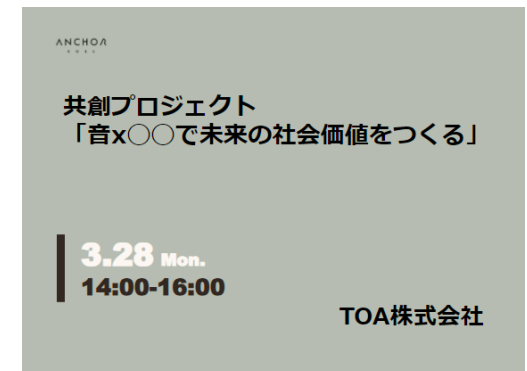 ANCHOR
共創プロジェクト
「音x○○で未来の社会価値をつくる」
3.28 Mon.
14:00-16:00
TOA株式会社